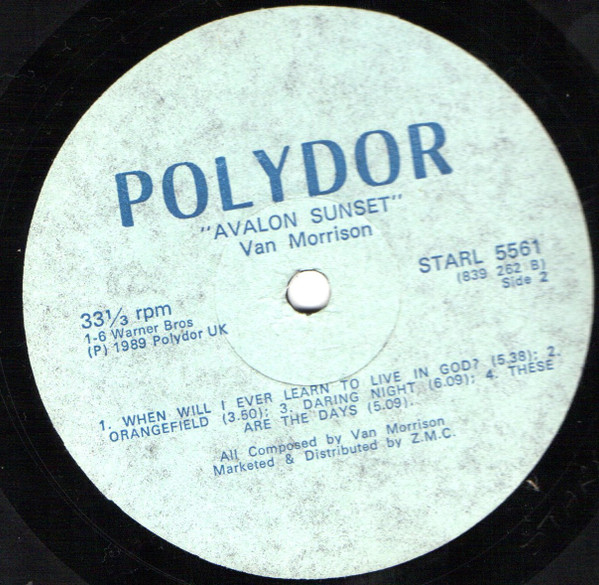 POLYDOR
"AVALON SUNSET"
Van Morrison
STARL 5561
(839 262 B)
Side 2
33⅓ rpm
1-6 Warner Bros
(P) 1989 Polydor UK
1. WHEN WILL I EVER LEARN TO LIVE IN GOD? (5.38); 2.
ORANGEFIELD (3.50); 3. DARING NIGHT (6.09); 4. THESE
ARE THE DAYS (5.09).
All Composed by Van Morrison
Marketed & Distributed by Z.M.C.